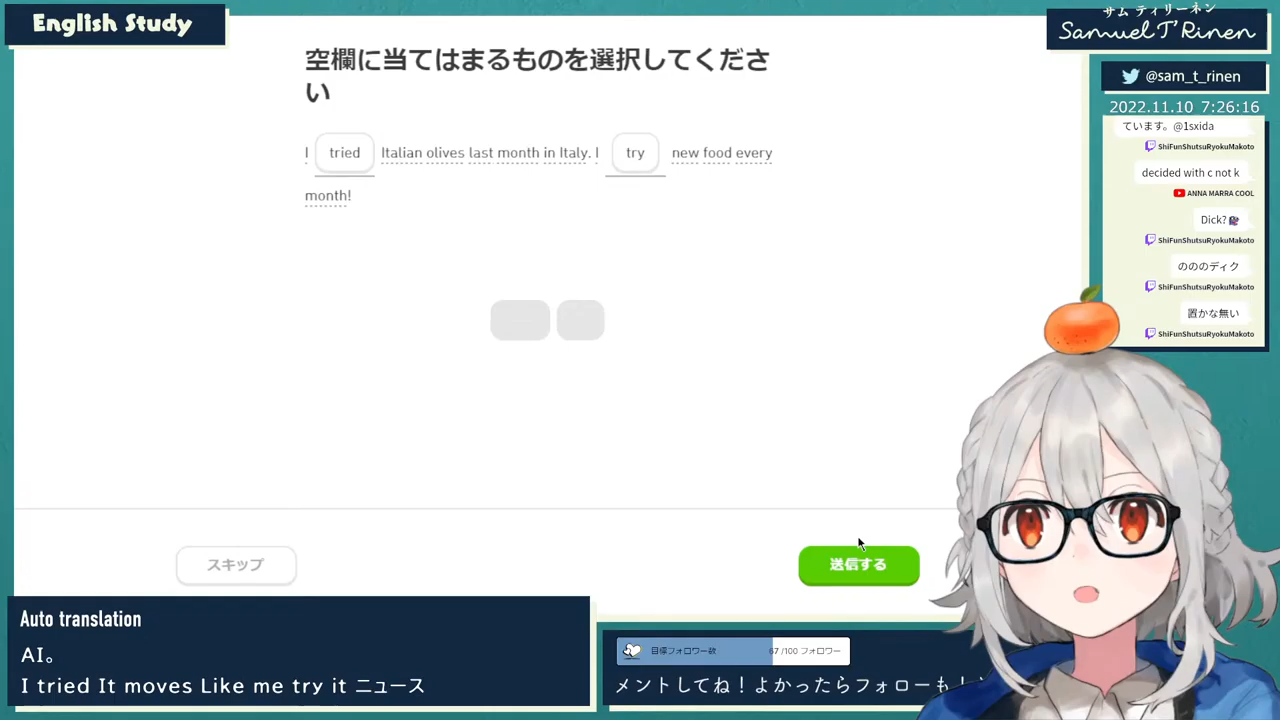 English Study
サム ティリーネン
Samuel T'Rinen
@sam_t_rinen
2022.11.10 7:26:16
空欄に当てはまるものを選択してくださ
い
I tried Italian olives last month in Italy. I try new food every
month!
ています。@1sxida
ShiFunShutsuRyokuMakoto
decided with c not k
ANNA MARRA COOL
Dick?
ShiFunShutsuRyokuMakoto
のののディク
ShiFunShutsuRyokuMakoto
置かな無い
ShiFunShutsuRyokuMakoto
スキップ
送信する
Auto translation
AI。
I tried It moves Like me try it ニュース
目標フォロワー数
67 /100 フォロワー
メントしてね！よかったらフォローも